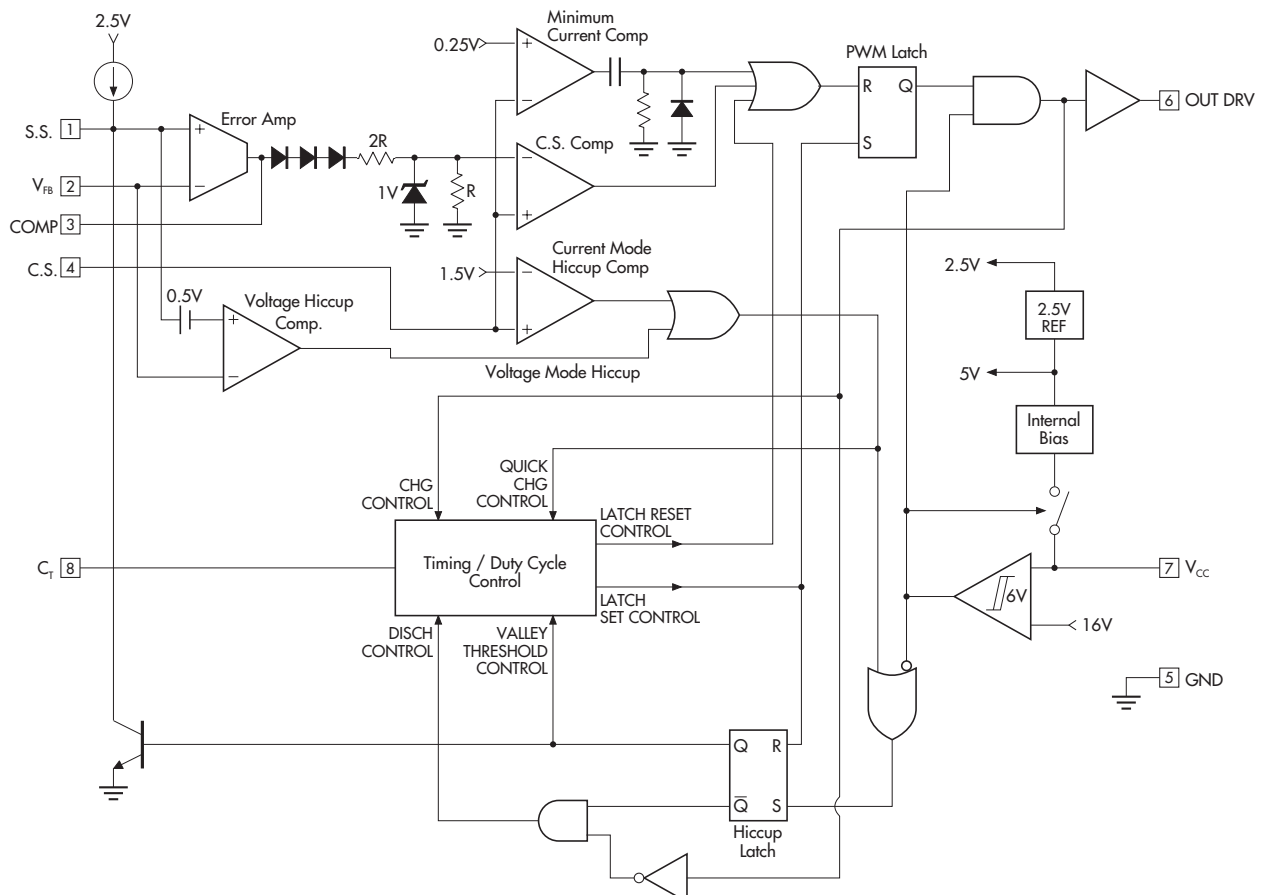 2.5V
Minimum
Current Comp
0.25V
+
−
PWM Latch
R
Q
S
6
OUT DRV
S.S.
1
Error Amp
+
−
2R
C.S. Comp
−
+
V_FB
2
1V
R
COMP
3
C.S.
4
Current Mode
Hiccup Comp
1.5V
−
+
0.5V
Voltage Hiccup
Comp.
+
−
Voltage Mode Hiccup
2.5V
2.5V
REF
5V
Internal
Bias
CHG
CONTROL
QUICK
CHG
CONTROL
LATCH RESET
CONTROL
C_T
8
Timing / Duty Cycle
Control
LATCH
SET CONTROL
DISCH
CONTROL
VALLEY
THRESHOLD
CONTROL
7
V_CC
6V
16V
5
GND
Q
R
Q̅
S
Hiccup
Latch